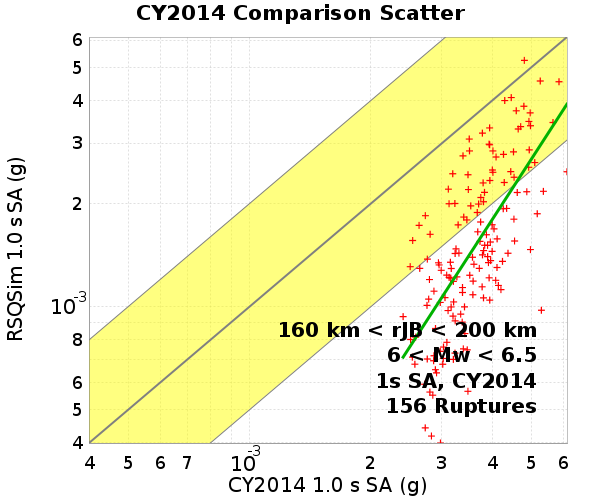 CY2014 Comparison Scatter
6
5
4
3
2
10-3
8
6
5
4
RSQSim 1.0 s SA (g)
160 km < rJB < 200 km
6 < Mw < 6.5
1s SA, CY2014
156 Ruptures
4 5 6 7 10-3 2 3 4 5 6
CY2014 1.0 s SA (g)